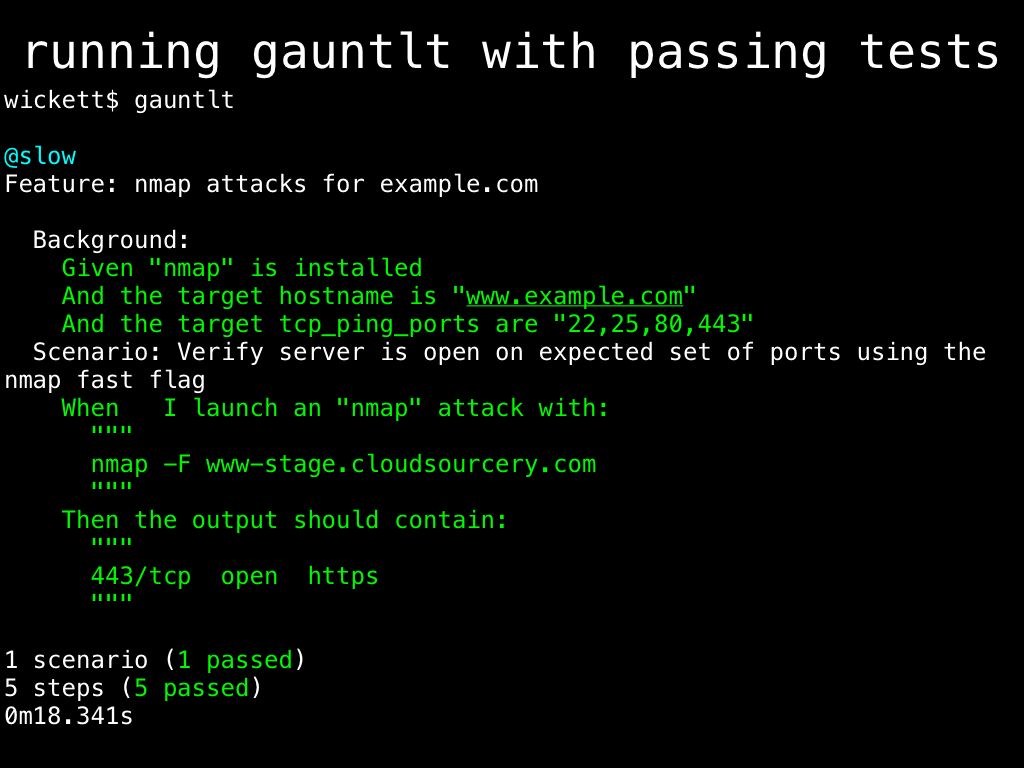 running gauntlt with passing tests
wickett$ gauntlt
@slow
Feature: nmap attacks for example.com
Background:
Given "nmap" is installed
And the target hostname is "www.example.com"
And the target tcp_ping_ports are "22,25,80,443"
Scenario: Verify server is open on expected set of ports using the
nmap fast flag
When   I launch an "nmap" attack with:
"""
nmap -F www-stage.cloudsourcery.com
"""
Then the output should contain:
"""
443/tcp  open  https
"""
1 scenario (1 passed)
5 steps (5 passed)
0m18.341s